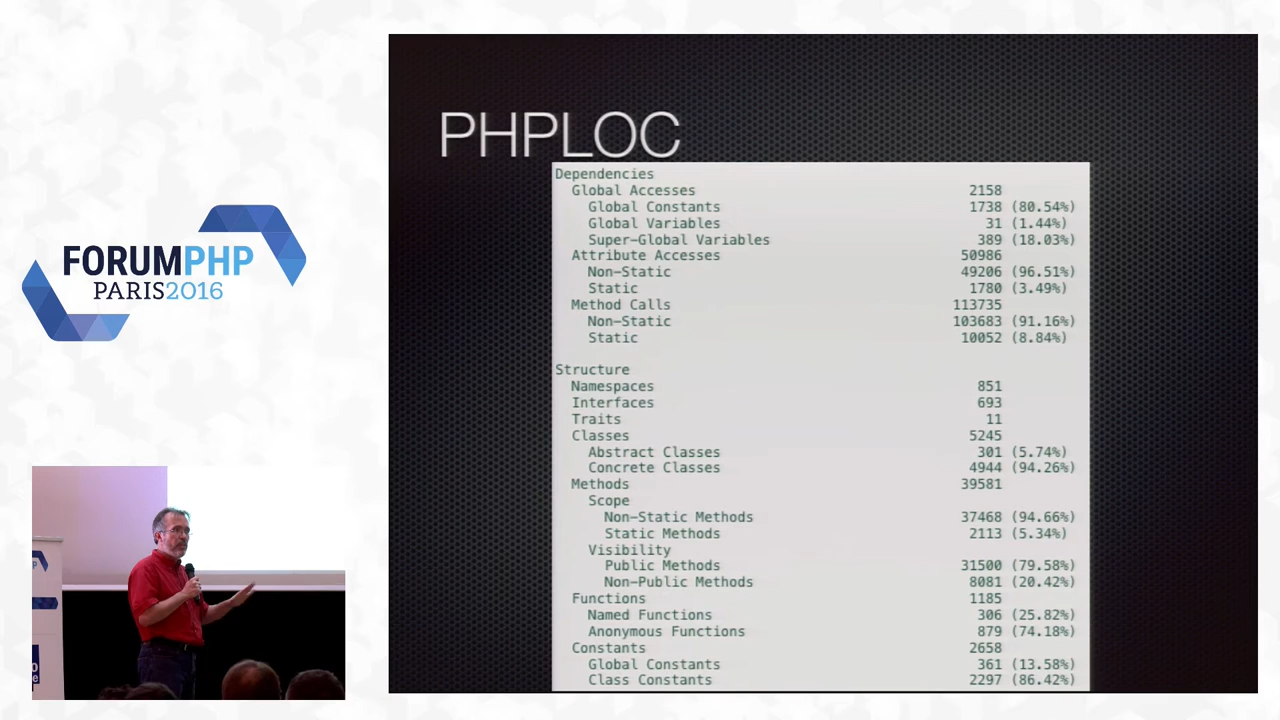 FORUMPHP
PARIS2016
PHPLOC
Dependencies
Global Accesses 2158
Global Constants 1738 (80.54%)
Global Variables 31 (1.44%)
Super-Global Variables 389 (18.03%)
Attribute Accesses 50986
Non-Static 49206 (96.51%)
Static 1780 (3.49%)
Method Calls 113735
Non-Static 103683 (91.16%)
Static 10052 (8.84%)
Structure
Namespaces 851
Interfaces 693
Traits 11
Classes 5245
Abstract Classes 301 (5.74%)
Concrete Classes 4944 (94.26%)
Methods 39581
Scope
Non-Static Methods 37468 (94.66%)
Static Methods 2113 (5.34%)
Visibility
Public Methods 31500 (79.58%)
Non-Public Methods 8081 (20.42%)
Functions 1185
Named Functions 306 (25.82%)
Anonymous Functions 879 (74.18%)
Constants 2658
Global Constants 361 (13.58%)
Class Constants 2297 (86.42%)